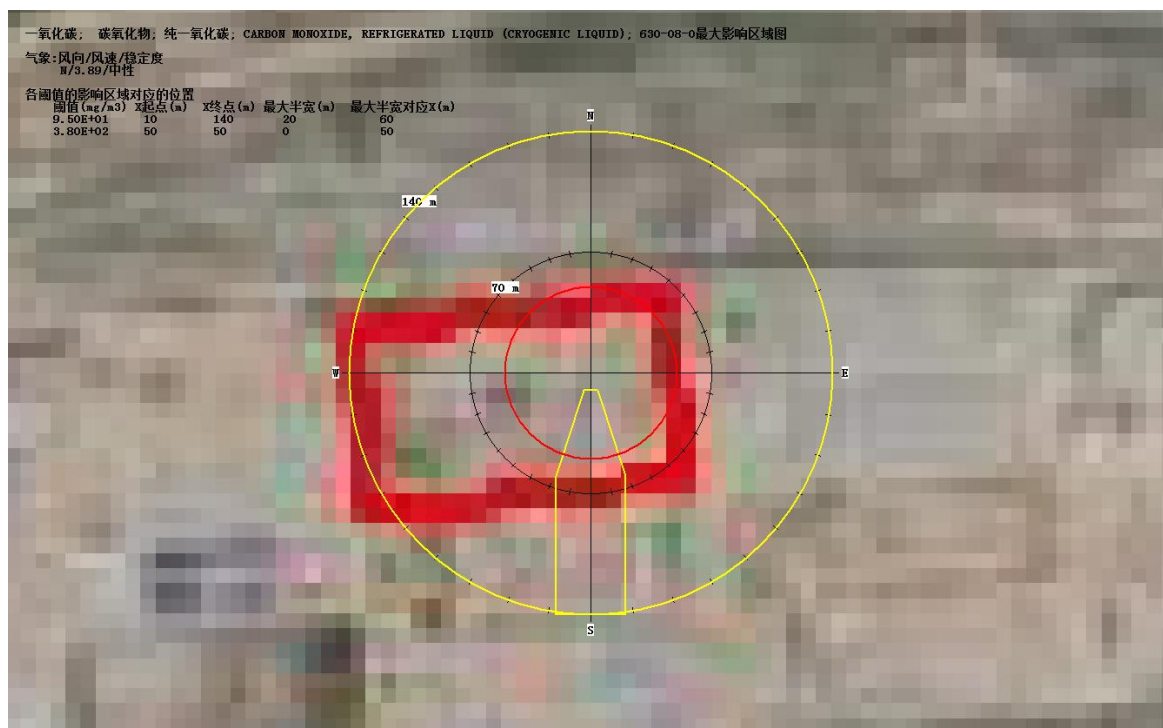 一氧化碳; 碳氧化物; 纯一氧化碳; CARBON MONOXIDE, REFRIGERATED LIQUID (CRYOGENIC LIQUID); 630-08-0最大影响区域图
气象:风向/风速/稳定度
N/3.89/中性
各阈值的影响区域对应的位置
阈值(mg/m3) X起点(m) X终点(m) 最大半宽(m) 最大半宽对应X(m)
9.50E+01 10 140 20 60
3.80E+02 50 50 0 50
N
140 m
70 m
W
E
S